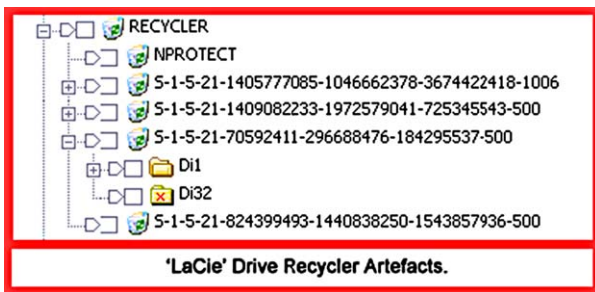 RECYCLER
NPROTECT
S-1-5-21-1405777085-1046662378-3674422418-1006
S-1-5-21-1409082233-1972579041-725345543-500
S-1-5-21-70592411-296688476-184295537-500
Di1
Di32
S-1-5-21-824399493-1440838250-1543857936-500
'LaCie' Drive Recycler Artefacts.